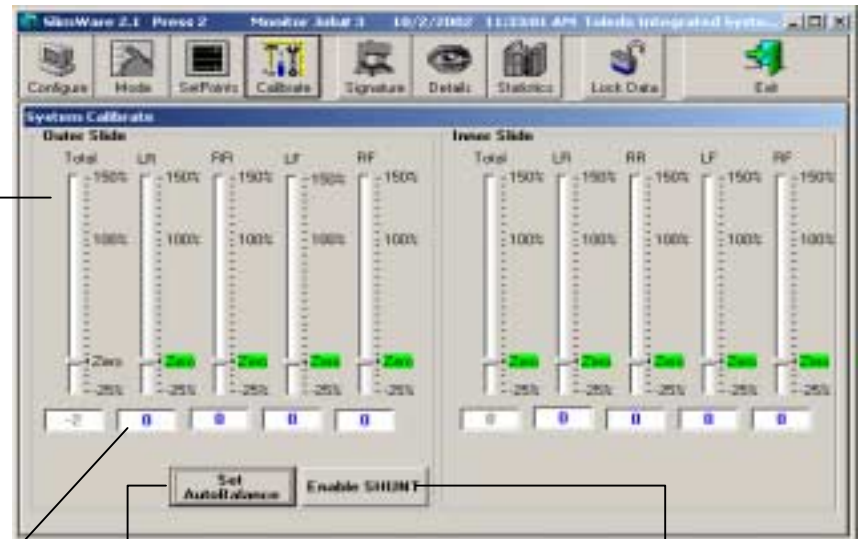 SlimWare 2.1 Press 2 Monitor Jobat 3 10/2/2002 11:33:01 AM Toledo Integrated Syste...
Configure Mode SetPoints Calibrate Signature Details Statistics Lock Data Exit
System Calibrate
Outer Slide Inner Slide
Total LR RR LF RF Total LR RR LF RF
150% 150% 150% 150% 150% 150% 150% 150% 150% 150%
100% 100% 100% 100% 100% 100% 100% 100% 100% 100%
Zero Zero Zero Zero Zero Zero Zero Zero Zero Zero
-25% -25% -25% -25% -25% -25% -25% -25% -25% -25%
-2 0 0 0 0 0 0 0 0 0
Set
AutoBalance Enable SHUNT